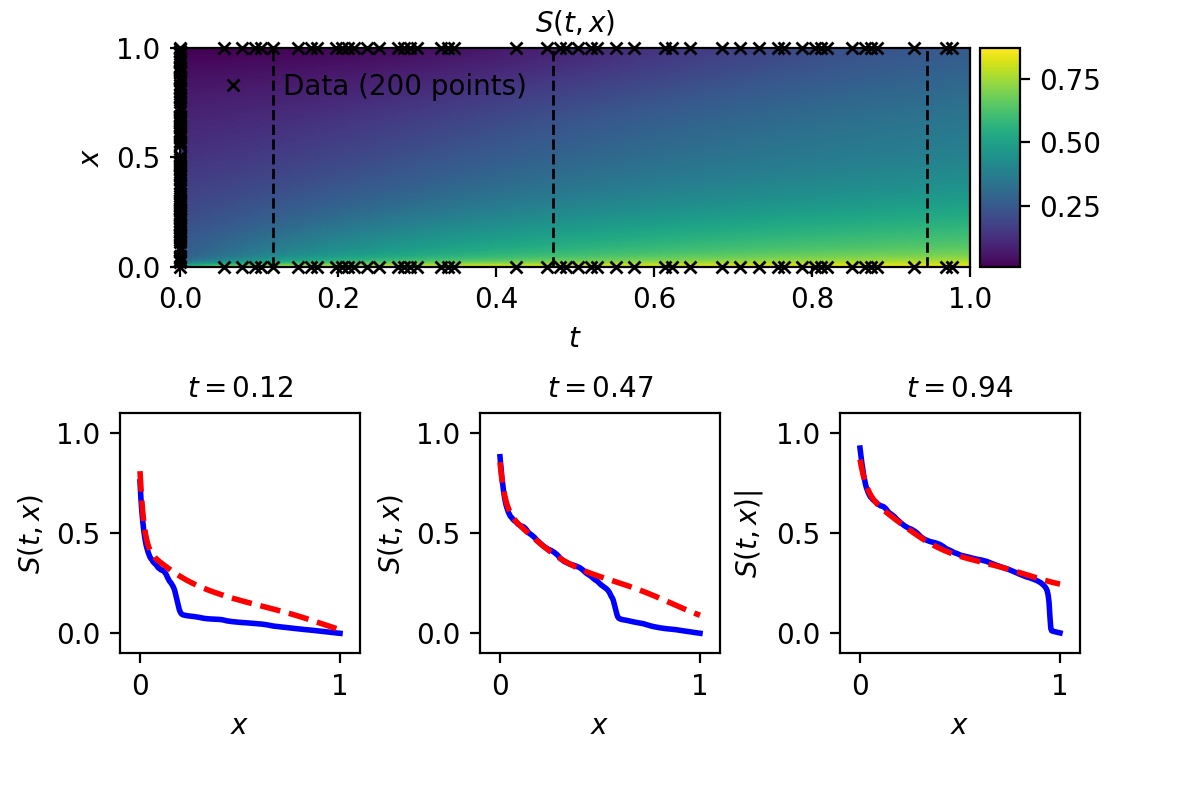 S(t, x)
1.0
0.5
0.0
x
Data (200 points)
0.75
0.50
0.25
0.0 0.2 0.4 0.6 0.8 1.0
t
t = 0.12 t = 0.47 t = 0.94
1.0 1.0 1.0
0.5 0.5 0.5
0.0 0.0 0.0
S(t, x) S(t, x) S(t, x)|
0 1 0 1 0 1
x x x